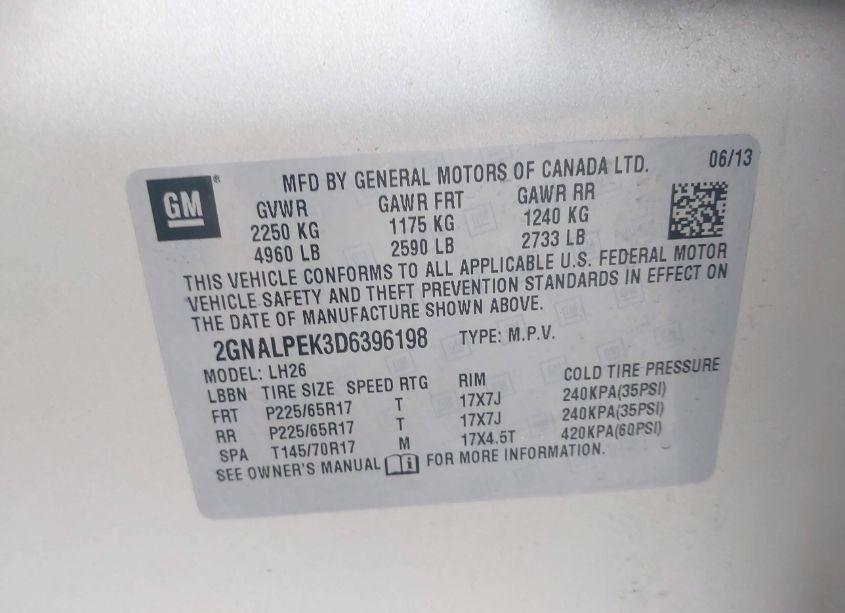 GM®
MFD BY GENERAL MOTORS OF CANADA LTD. 06/13
GVWR GAWR FRT GAWR RR
2250 KG 1175 KG 1240 KG
4960 LB 2590 LB 2733 LB
THIS VEHICLE CONFORMS TO ALL APPLICABLE U.S. FEDERAL MOTOR
VEHICLE SAFETY AND THEFT PREVENTION STANDARDS IN EFFECT ON
THE DATE OF MANUFACTURE SHOWN ABOVE.
2GNALPEK3D6396198 TYPE: M.P.V.
MODEL: LH26
LBBN TIRE SIZE SPEED RTG RIM COLD TIRE PRESSURE
FRT P225/65R17 T 17X7J 240KPA(35PSI)
RR P225/65R17 T 17X7J 240KPA(35PSI)
SPA T145/70R17 M 17X4.5T 420KPA(60PSI)
SEE OWNER'S MANUAL FOR MORE INFORMATION.